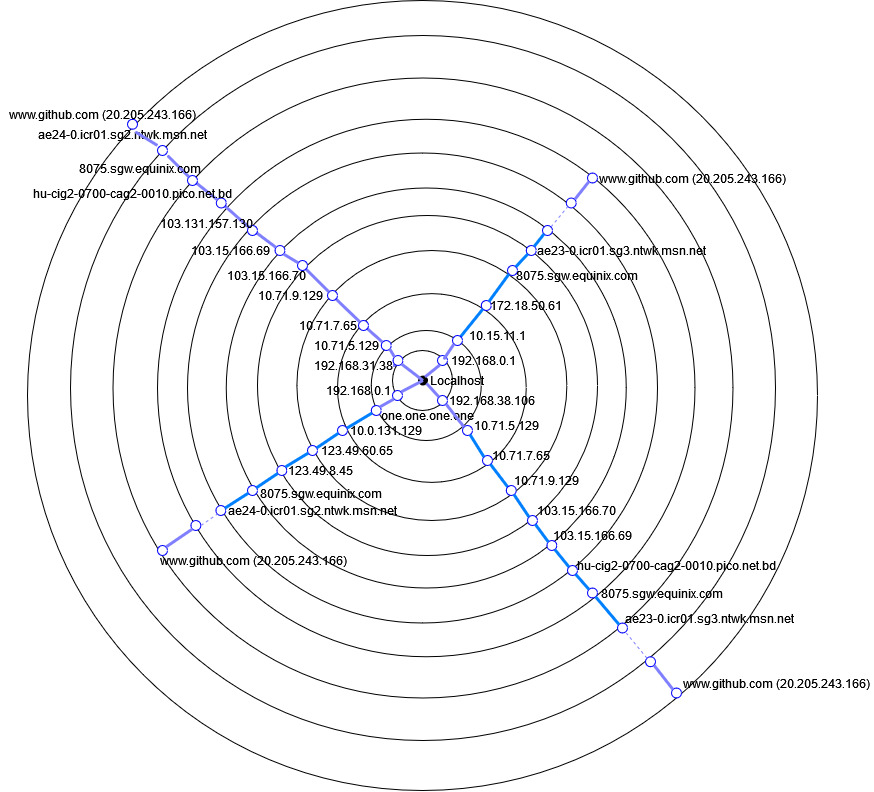 www.github.com (20.205.243.166)
ae24-0.icr01.sg2.ntwk.msn.net
8075.sgw.equinix.com
hu-cig2-0700-cag2-0010.pico.net.bd
103.131.157.130
103.15.166.69
103.15.166.70
10.71.9.129
10.71.7.65
10.71.5.129
192.168.31.38
www.github.com (20.205.243.166)
ae23-0.icr01.sg3.ntwk.msn.net
8075.sgw.equinix.com
172.18.50.61
10.15.11.1
192.168.0.1
Localhost
192.168.0.1
one.one.one.one
10.0.131.129
123.49.60.65
123.49.8.45
8075.sgw.equinix.com
ae24-0.icr01.sg2.ntwk.msn.net
www.github.com (20.205.243.166)
192.168.38.106
10.71.5.129
10.71.7.65
10.71.9.129
103.15.166.70
103.15.166.69
hu-cig2-0700-cag2-0010.pico.net.bd
8075.sgw.equinix.com
ae23-0.icr01.sg3.ntwk.msn.net
www.github.com (20.205.243.166)